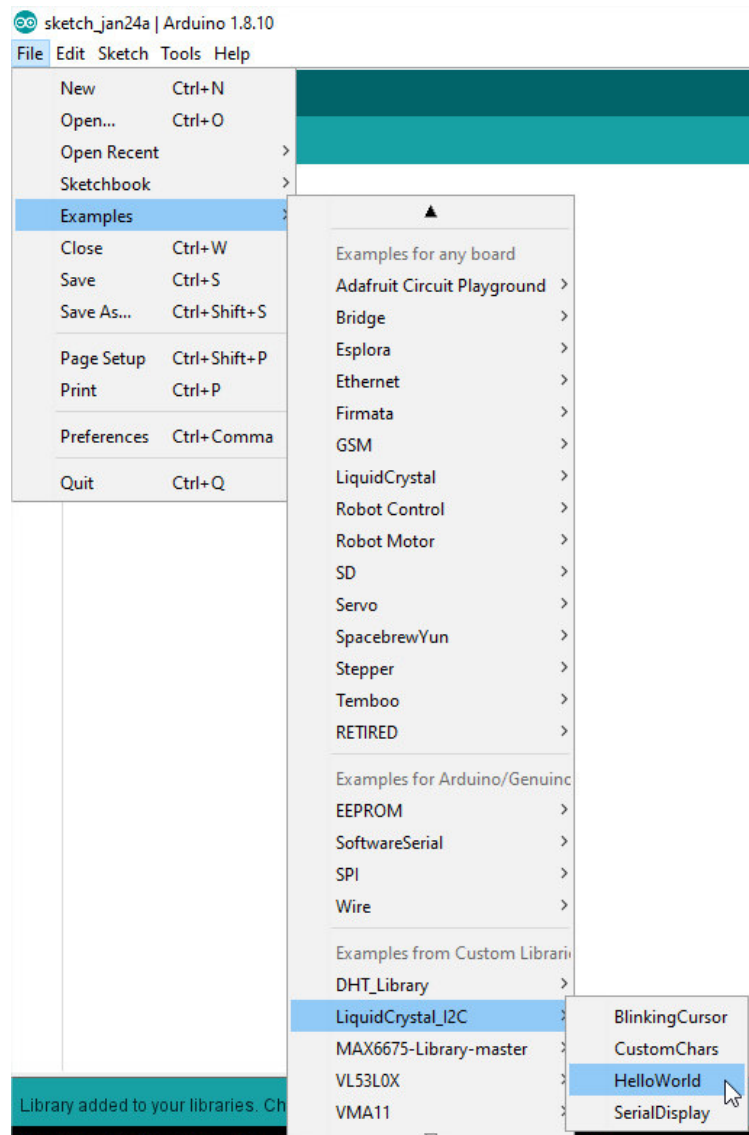 sketch_jan24a | Arduino 1.8.10
File Edit Sketch Tools Help
New Ctrl+N
Open... Ctrl+O
Open Recent >
Sketchbook >
Examples >
Close Ctrl+W
Save Ctrl+S
Save As... Ctrl+Shift+S
Page Setup Ctrl+Shift+P
Print Ctrl+P
Preferences Ctrl+Comma
Quit Ctrl+Q
Examples for any board
Adafruit Circuit Playground >
Bridge >
Esplora >
Ethernet >
Firmata >
GSM >
LiquidCrystal >
Robot Control >
Robot Motor >
SD >
Servo >
SpacebrewYun >
Stepper >
Temboo >
RETIRED >
Examples for Arduino/Genuinc
EEPROM >
SoftwareSerial >
SPI >
Wire >
Examples from Custom Librari
DHT_Library >
LiquidCrystal_I2C >
MAX6675-Library-master >
VL53L0X >
VMA11 >
BlinkingCursor
CustomChars
HelloWorld
SerialDisplay
Library added to your libraries. Ch